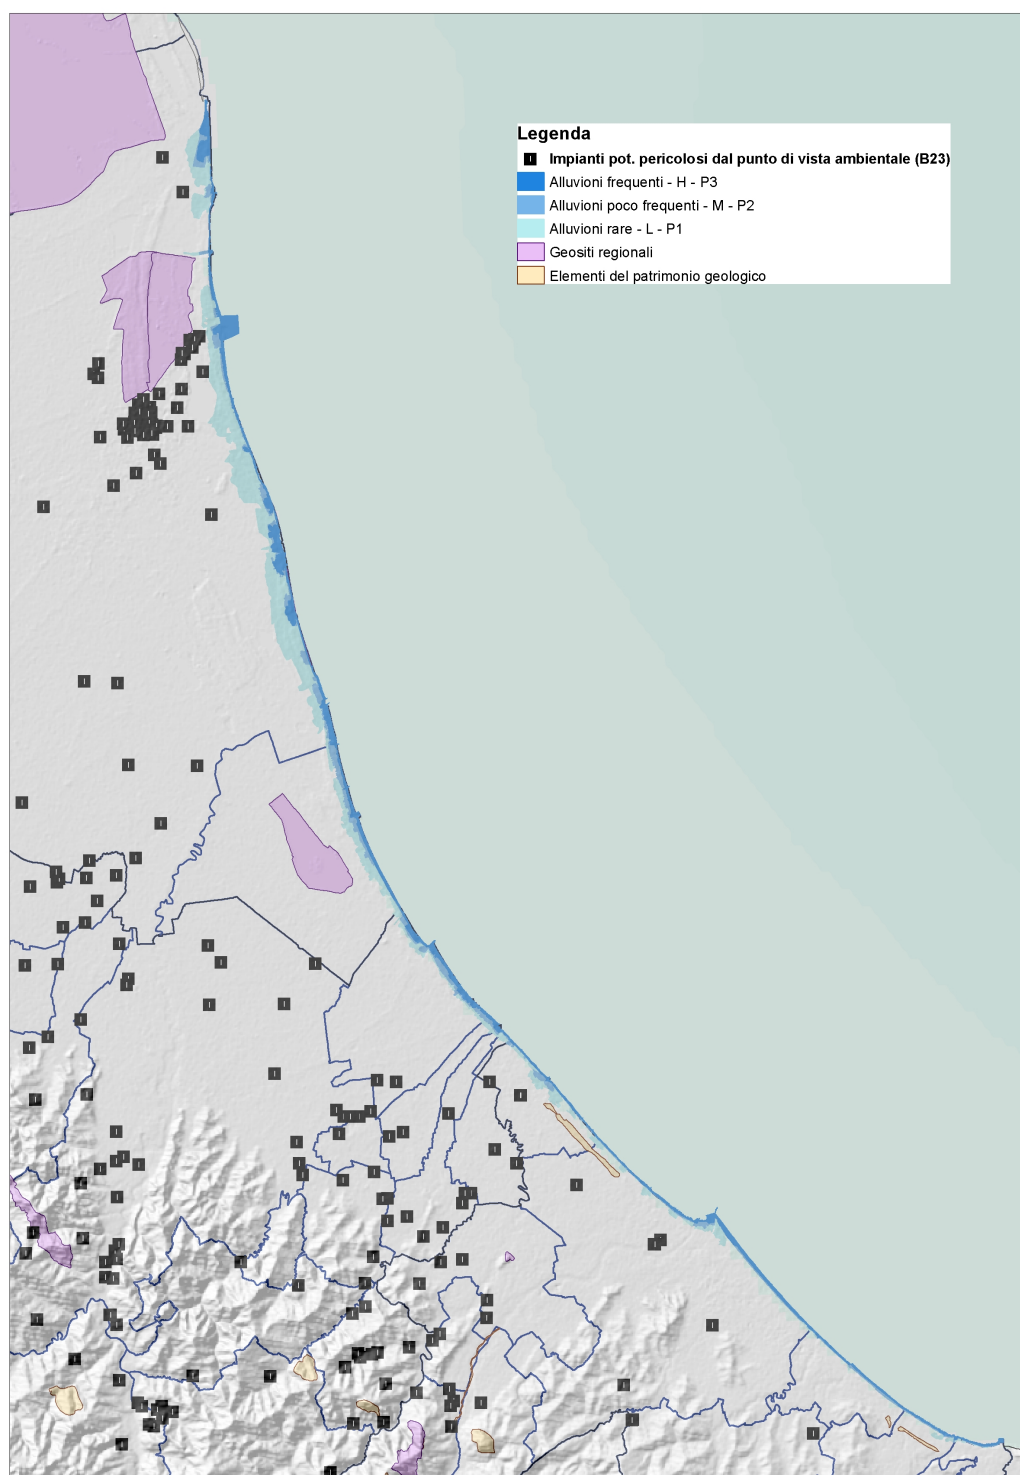 Legenda
Impianti pot. pericolosi dal punto di vista ambientale (B23)
Alluvioni frequenti - H - P3
Alluvioni poco frequenti - M - P2
Alluvioni rare - L - P1
Geositi regionali
Elementi del patrimonio geologico